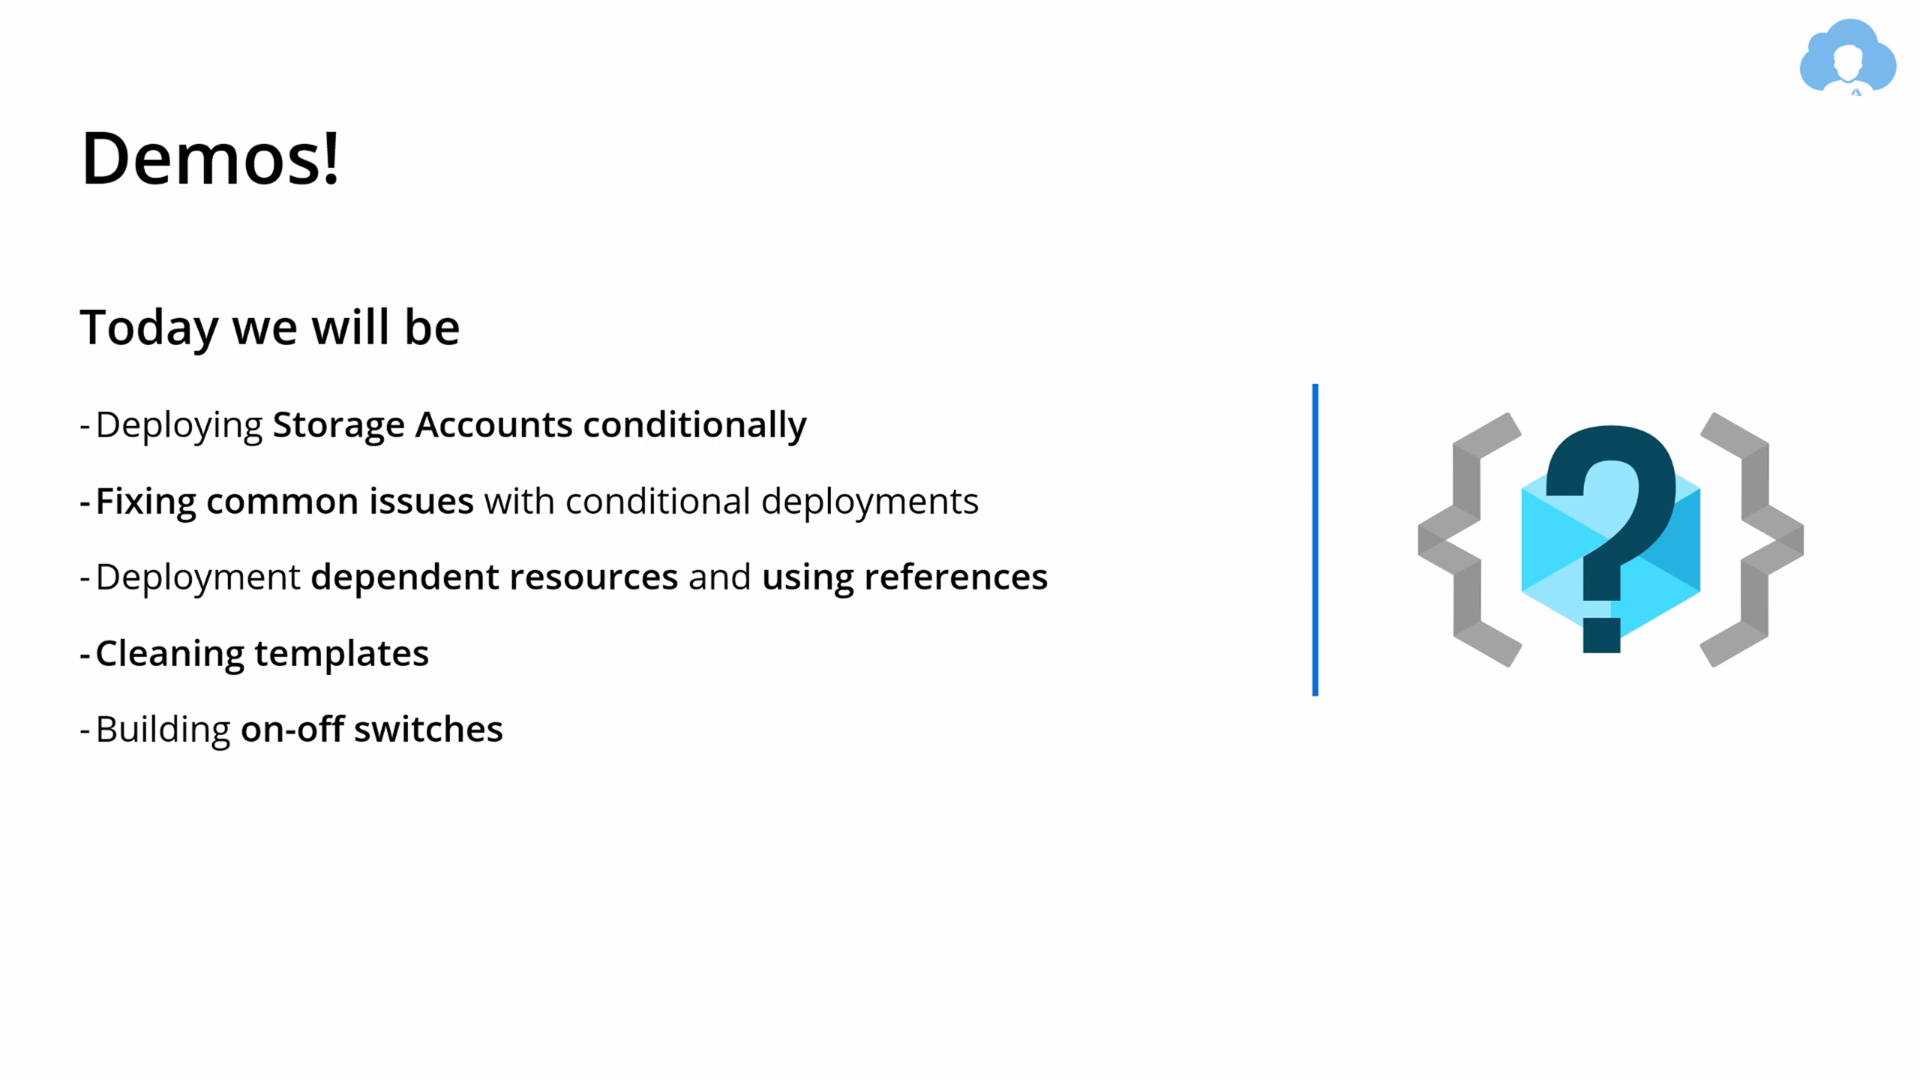 Demos!
Today we will be
- Deploying Storage Accounts conditionally
- Fixing common issues with conditional deployments
- Deployment dependent resources and using references
- Cleaning templates
- Building on-off switches
?